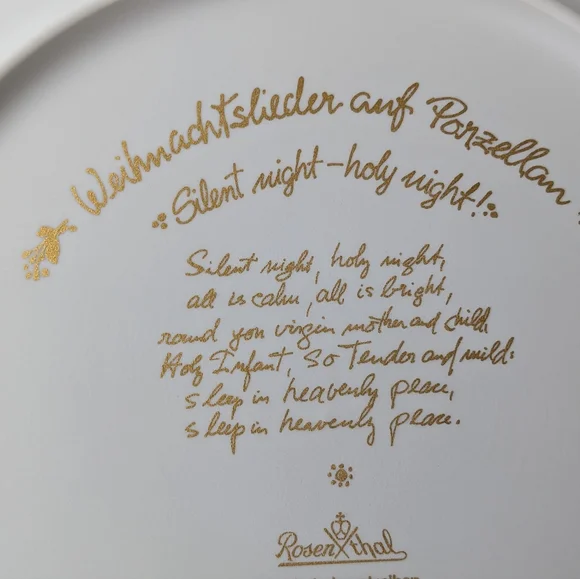 Weihnachtslieder auf Porzellan
Silent night – holy night!
Silent night, holy night,
all is calm, all is bright,
round yon virgin mother and child
Holy Infant, so Tender and mild:
sleep in heavenly peace,
sleep in heavenly peace.
Rosenthal